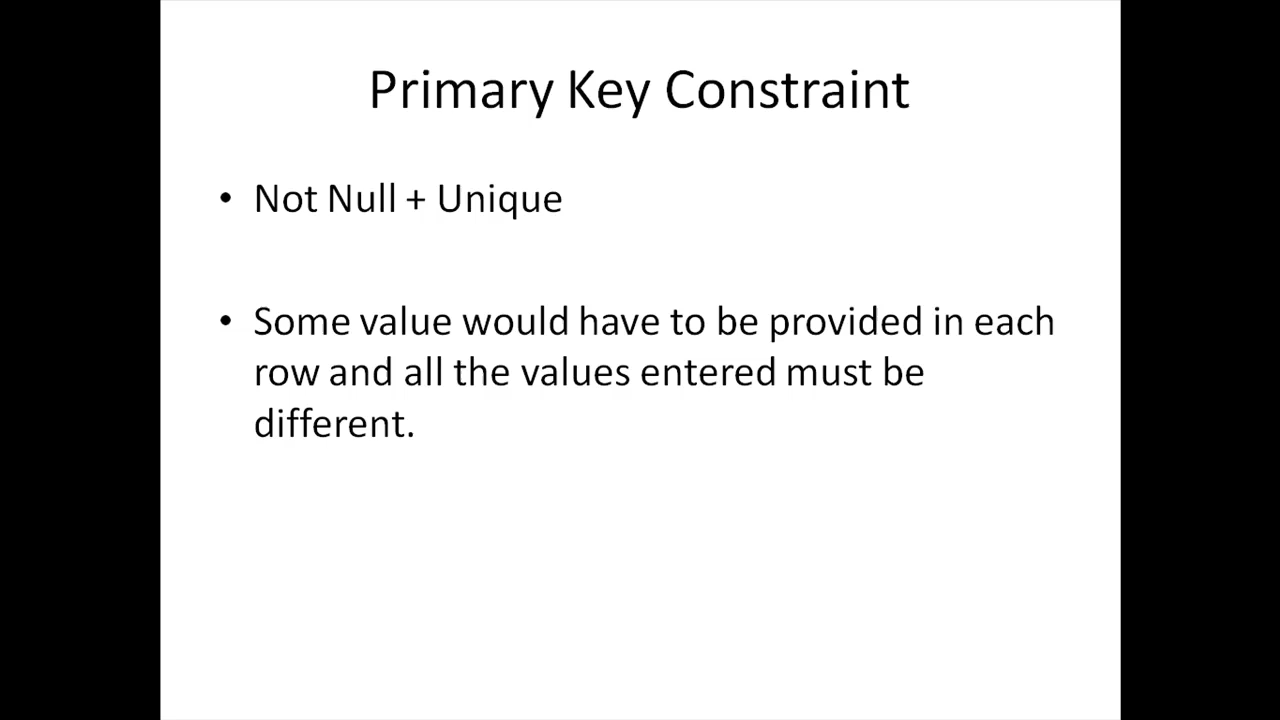 Primary Key Constraint
• Not Null + Unique
• Some value would have to be provided in each
row and all the values entered must be
different.